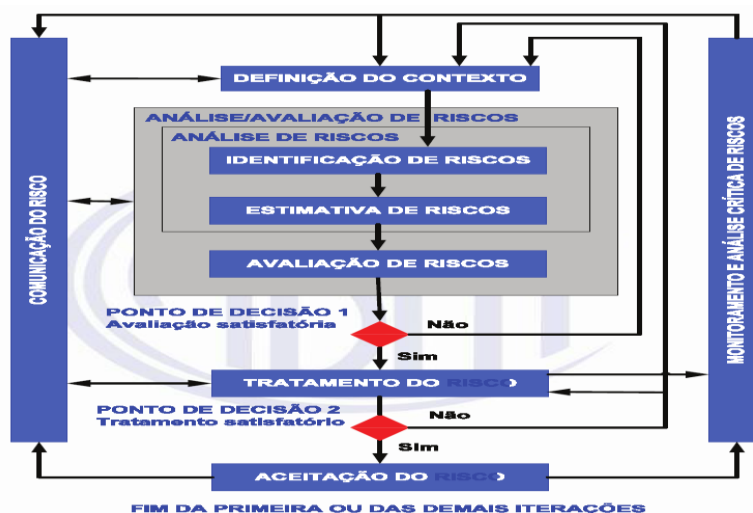 DEFINIÇÃO DO CONTEXTO
ANÁLISE/AVALIAÇÃO DE RISCOS
ANÁLISE DE RISCOS
IDENTIFICAÇÃO DE RISCOS
ESTIMATIVA DE RISCOS
AVALIAÇÃO DE RISCOS
COMUNICAÇÃO DO RISCO
MONITORAMENTO E ANÁLISE CRÍTICA DE RISCOS
PONTO DE DECISÃO 1
Avaliação satisfatória
Não
Sim
TRATAMENTO DO RISCO
PONTO DE DECISÃO 2
Tratamento satisfatório
Não
Sim
ACEITAÇÃO DO RISCO
FIM DA PRIMEIRA OU DAS DEMAIS ITERAÇÕES